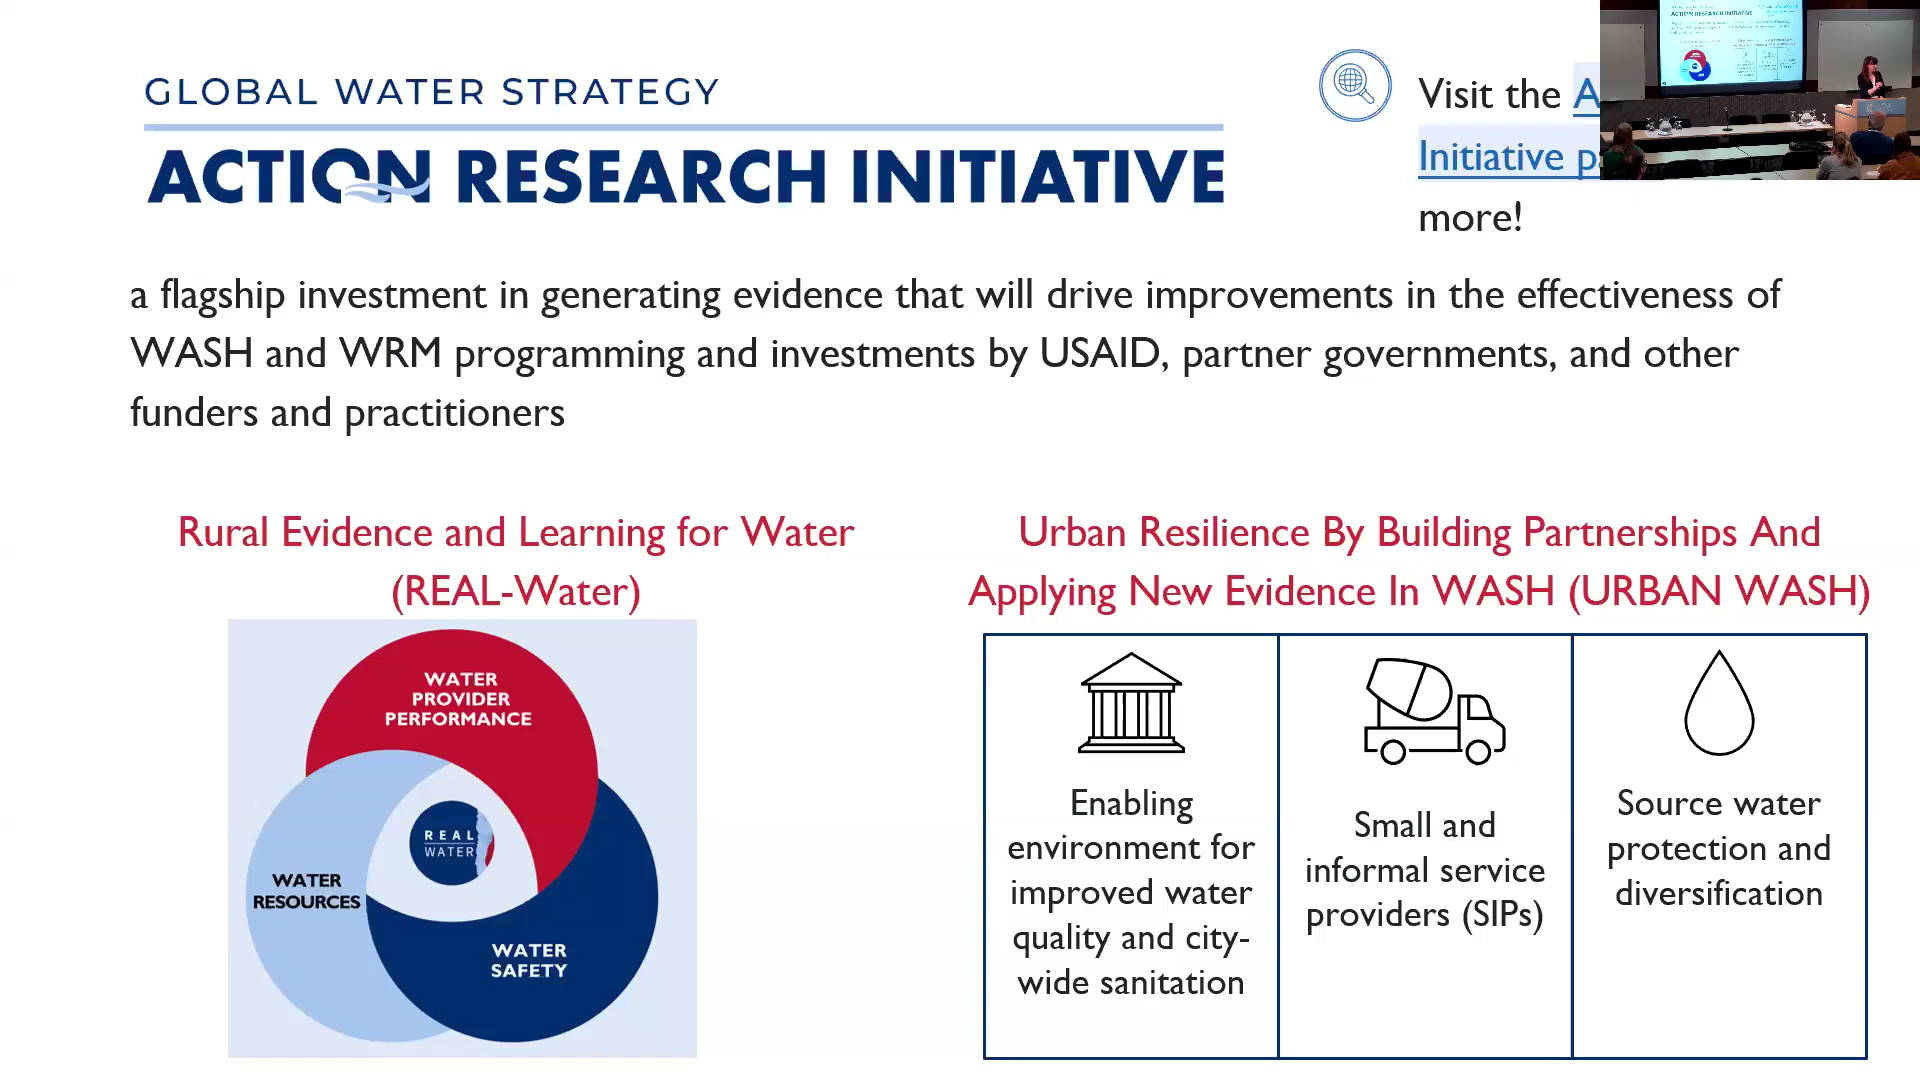 GLOBAL WATER STRATEGY
ACTION RESEARCH INITIATIVE
Visit the
Initiative
more!
a flagship investment in generating evidence that will drive improvements in the effectiveness of
WASH and WRM programming and investments by USAID, partner governments, and other
funders and practitioners
Rural Evidence and Learning for Water
(REAL-Water)
WATER
PROVIDER
PERFORMANCE
REAL
WATER
WATER
RESOURCES
WATER
SAFETY
Urban Resilience By Building Partnerships And
Applying New Evidence In WASH (URBAN WASH)
Enabling
environment for
improved water
quality and city-
wide sanitation
Small and
informal service
providers (SIPs)
Source water
protection and
diversification
ACTION RESEARCH INITIATIVE